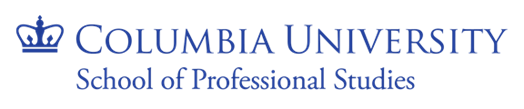 COLUMBIA UNIVERSITY
School of Professional Studies